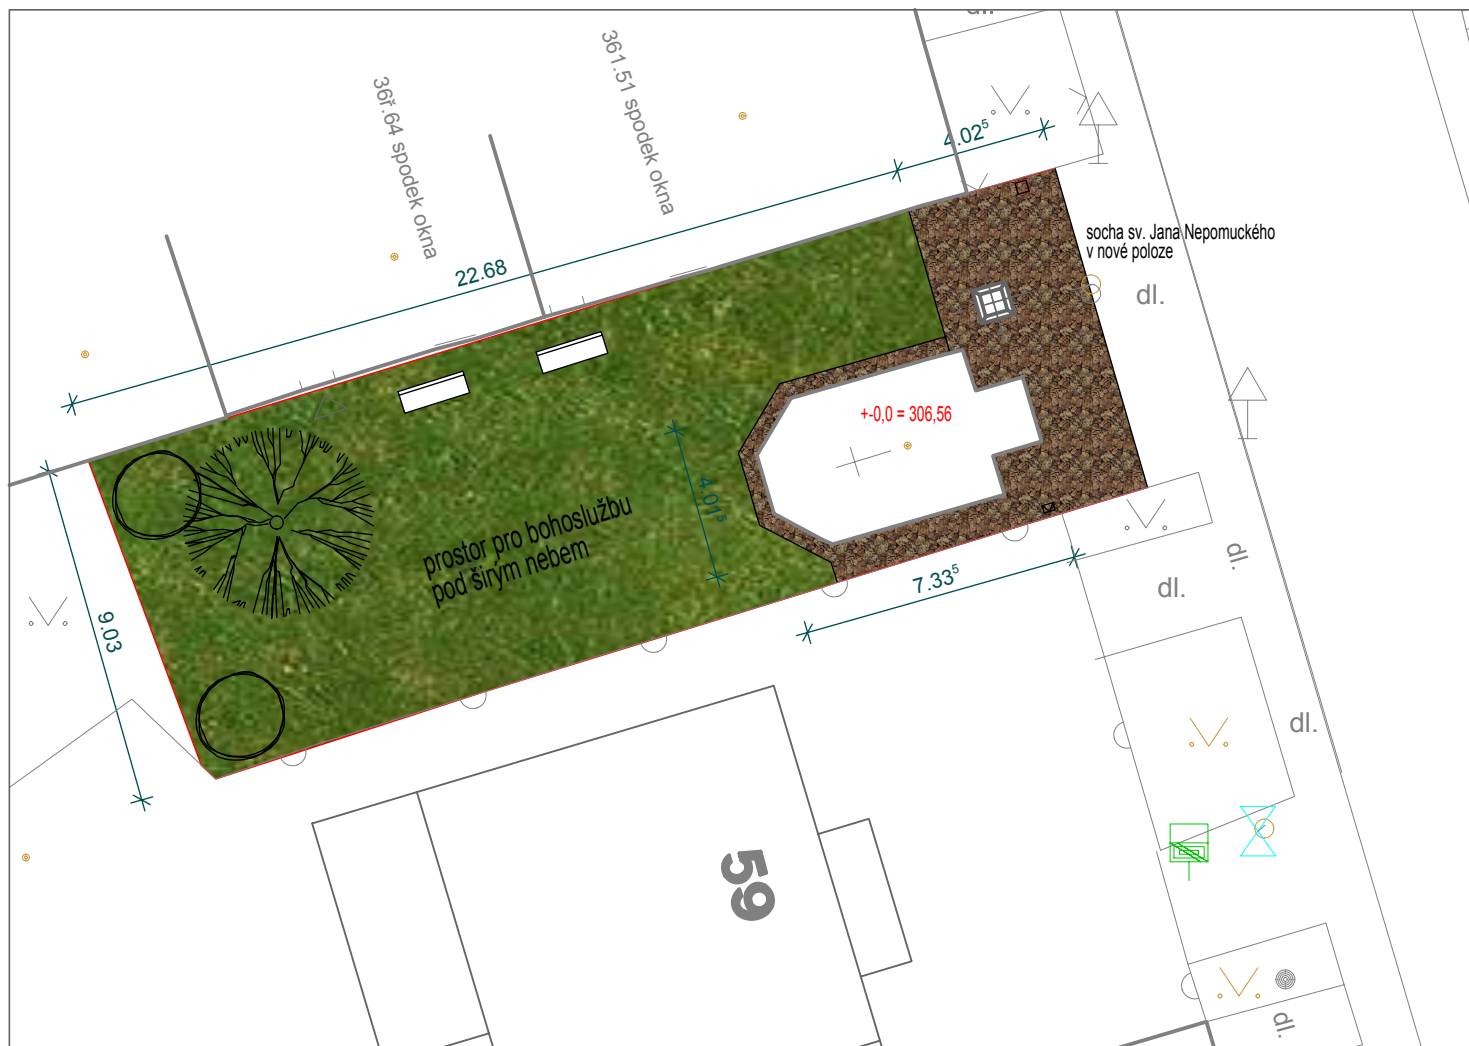 dl.
361.51 spodek okna
36ř.64 spodek okna
4.02⁵
22.68
socha sv. Jana Nepomuckého
v nové poloze
dl.
+-0,0 = 306,56
4.01⁵
prostor pro bohoslužbu
pod širým nebem
7.33⁵
dl.
dl.
9.03
dl.
59
dl.